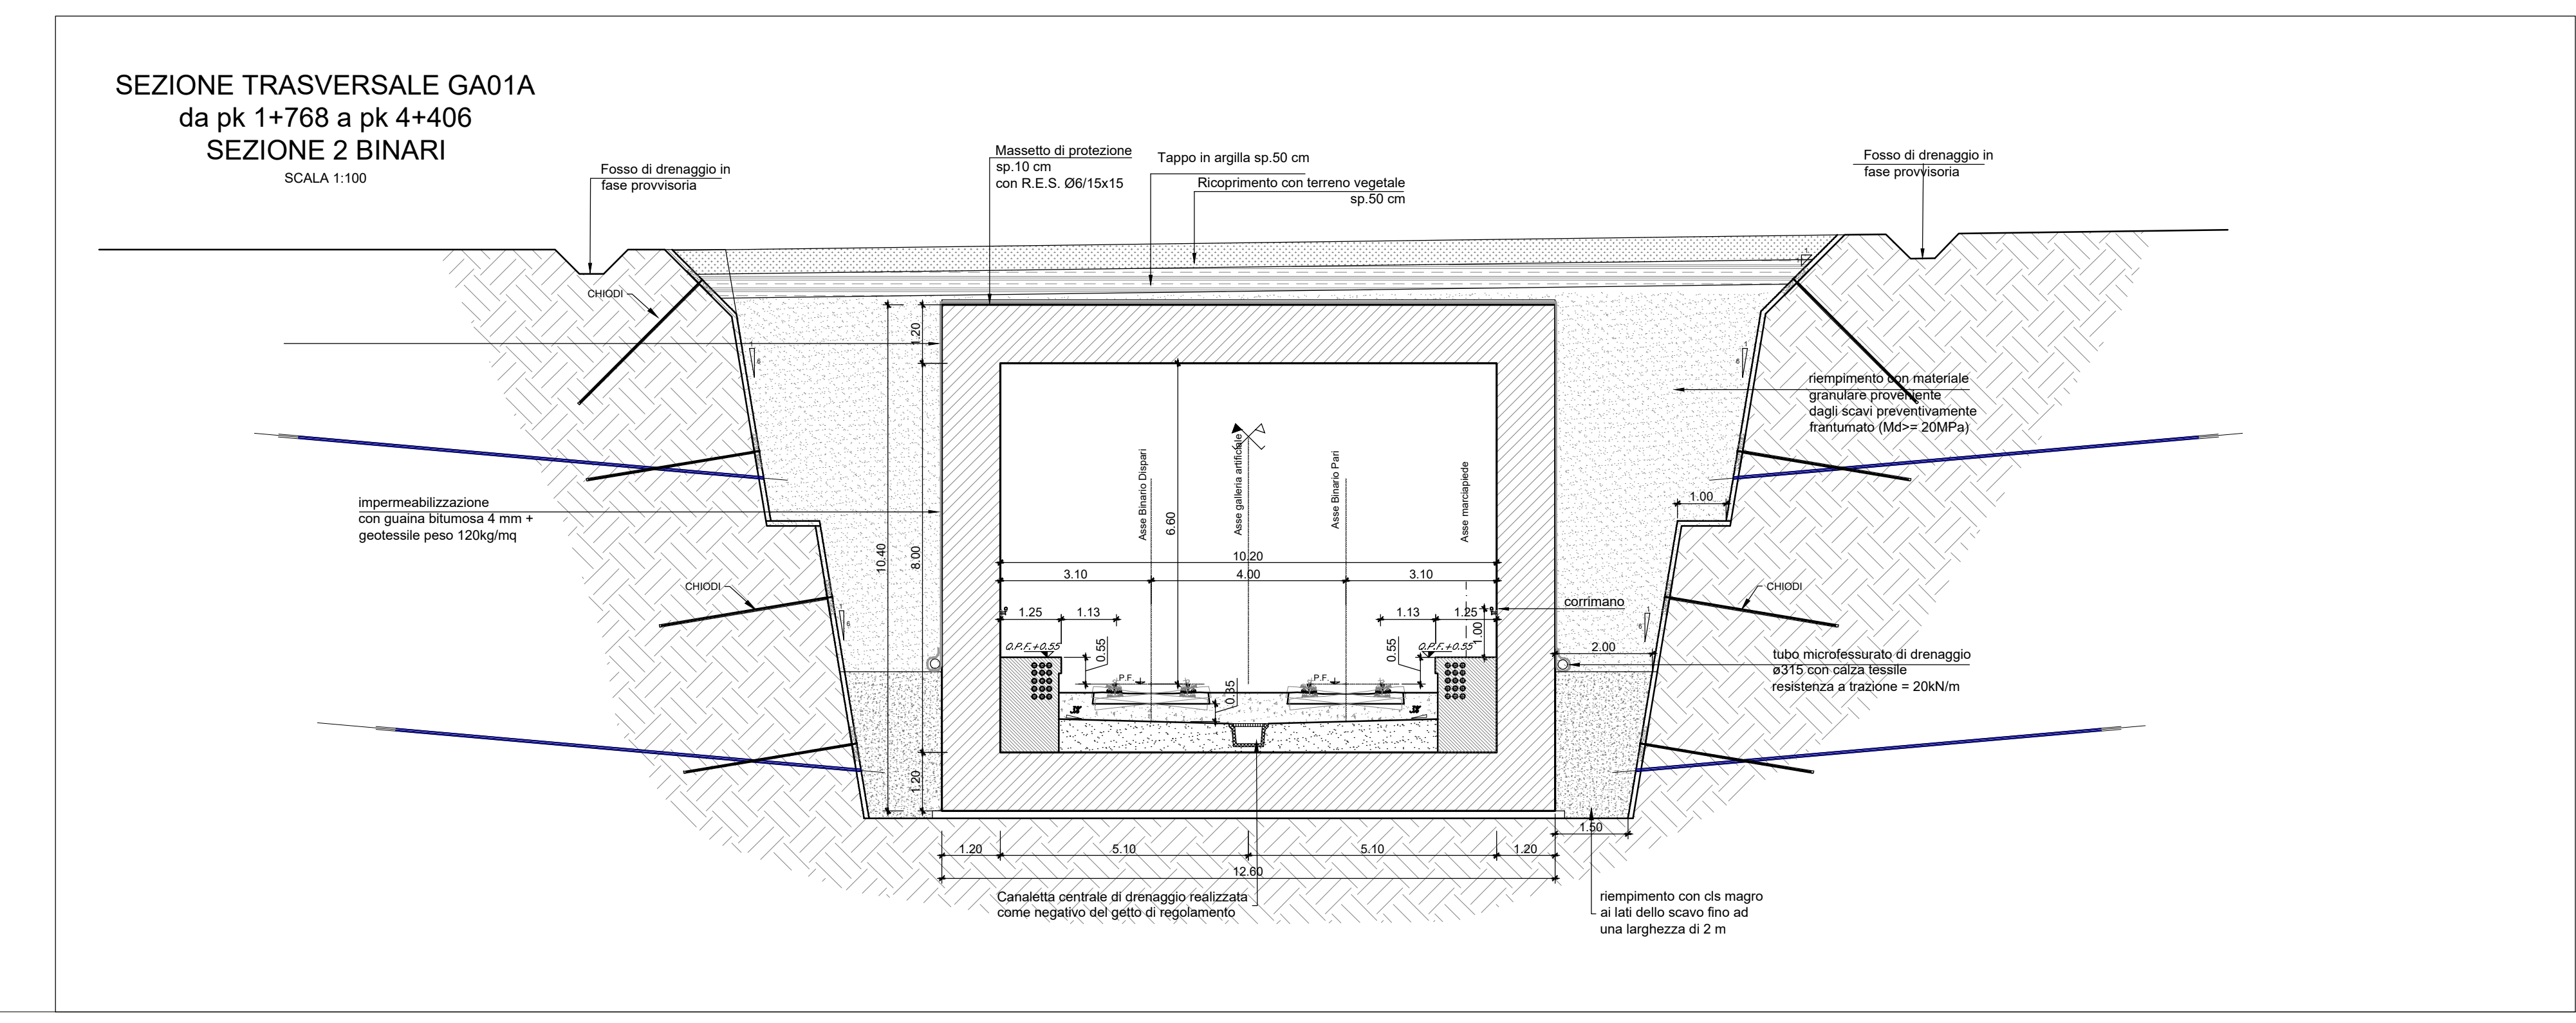 SEZIONE TRASVERSALE GA01A
da pk 1+768 a pk 4+406
SEZIONE 2 BINARI
SCALA 1:100
Fosso di drenaggio in
fase provvisoria
Massetto di protezione
sp.10 cm
con R.E.S. Ø6/15x15
Tappo in argilla sp.50 cm
Ricoprimento con terreno vegetale
sp.50 cm
Fosso di drenaggio in
fase provvisoria
CHIODI
1.20
1
6
1
6
riempimento con materiale
granulare proveniente
dagli scavi preventivamente
frantumato (Md>= 20MPa)
impermeabilizzazione
con guaina bitumosa 4 mm +
geotessile peso 120kg/mq
Asse Binario Dispari
6.60
Asse galleria artificiale
Asse Binario Pari
Asse marciapiede
1.00
10.40
8.00
10.20
3.10
4.00
3.10
CHIODI
CHIODI
1.25
1.13
1.13
1.25
corrimano
1.00
1
6
1
6
Q.P.F.+0.55
0.55
0.55
Q.P.F.+0.55
2.00
tubo microfessurato di drenaggio
ø315 con calza tessile
resistenza a trazione = 20kN/m
P.F.
0.35
P.F.
1.20
1.50
1.20
5.10
5.10
1.20
12.60
Canaletta centrale di drenaggio realizzata
come negativo del getto di regolamento
riempimento con cls magro
ai lati dello scavo fino ad
una larghezza di 2 m